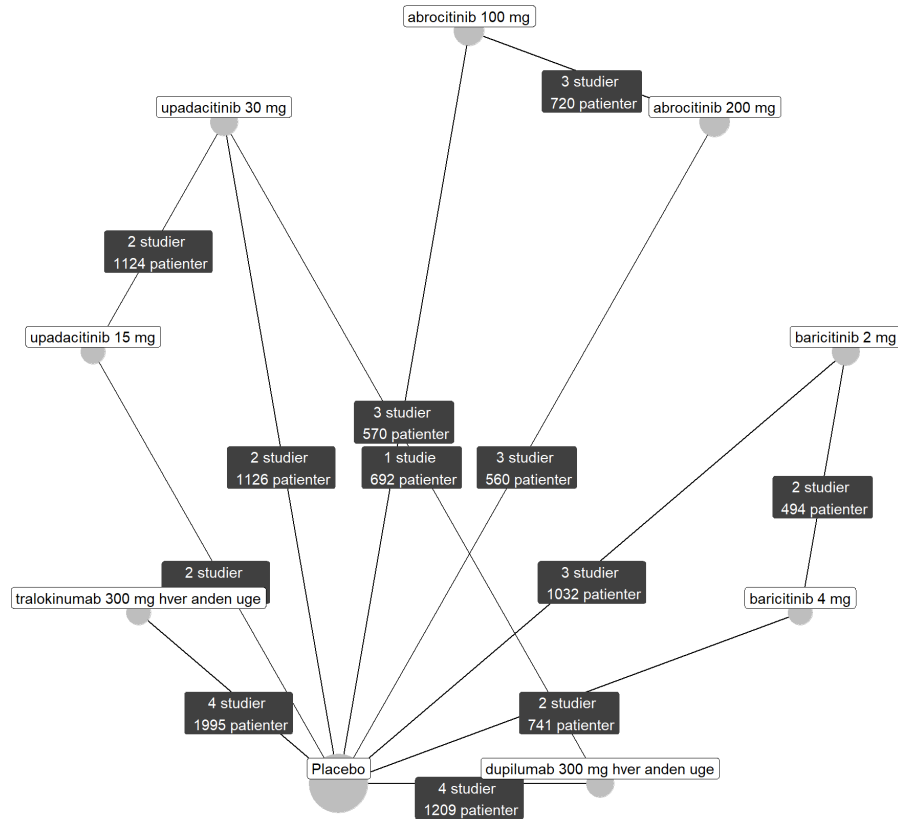 abrocitinib 100 mg
3 studier
720 patienter
abrocitinib 200 mg
upadacitinib 30 mg
2 studier
1124 patienter
upadacitinib 15 mg
baricitinib 2 mg
3 studier
570 patienter
2 studier
1126 patienter
1 studie
692 patienter
3 studier
560 patienter
2 studier
494 patienter
2 studier
tralokinumab 300 mg hver anden uge
3 studier
1032 patienter
baricitinib 4 mg
4 studier
1995 patienter
2 studier
741 patienter
Placebo
dupilumab 300 mg hver anden uge
4 studier
1209 patienter